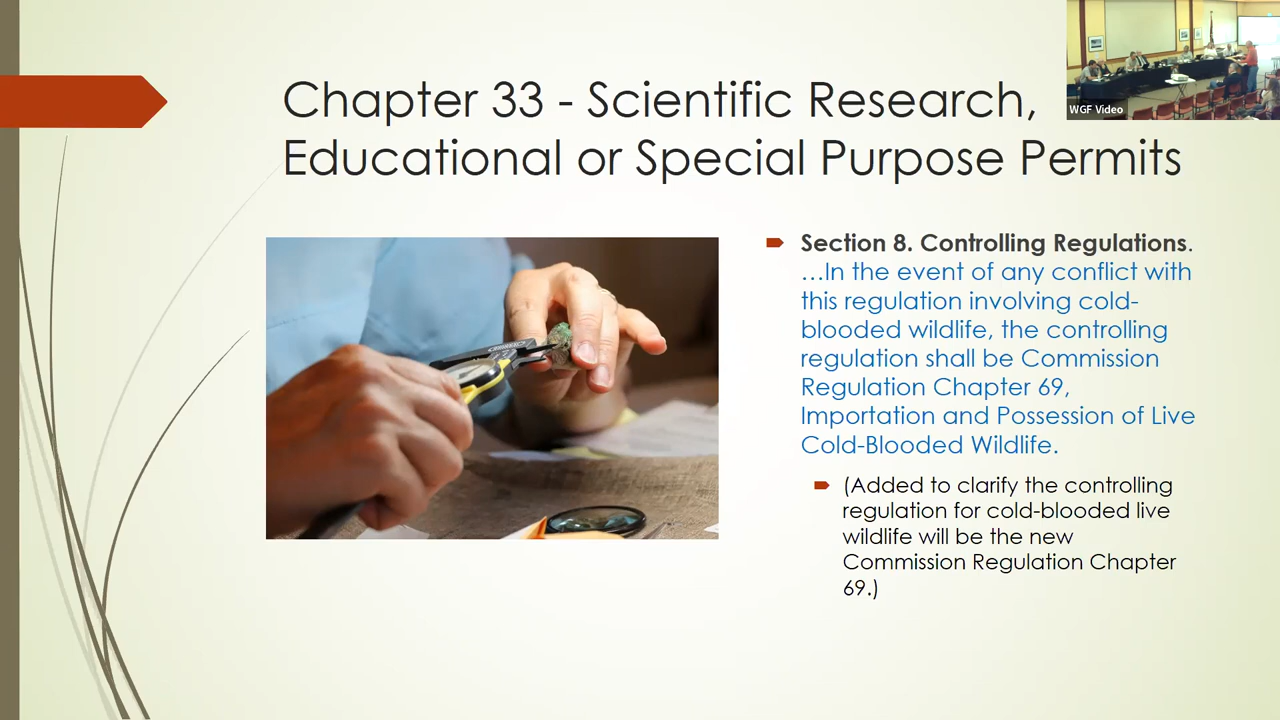 Chapter 33 - Scientific Research,
Educational or Special Purpose Permits
WGF Video
Section 8. Controlling Regulations.
…In the event of any conflict with
this regulation involving cold-
blooded wildlife, the controlling
regulation shall be Commission
Regulation Chapter 69,
Importation and Possession of Live
Cold-Blooded Wildlife.
(Added to clarify the controlling
regulation for cold-blooded live
wildlife will be the new
Commission Regulation Chapter
69.)